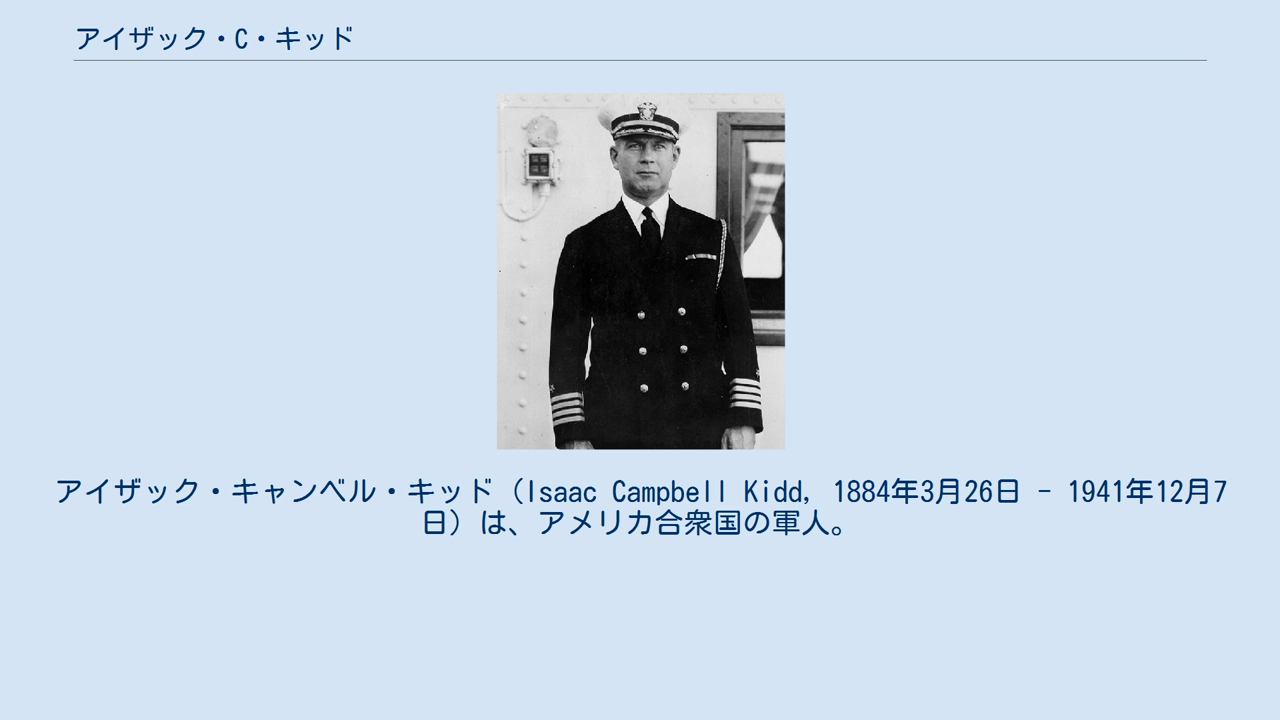 アイザック・C・キッド
アイザック・キャンベル・キッド（Isaac Campbell Kidd, 1884年3月26日 - 1941年12月7
日）は、アメリカ合衆国の軍人。